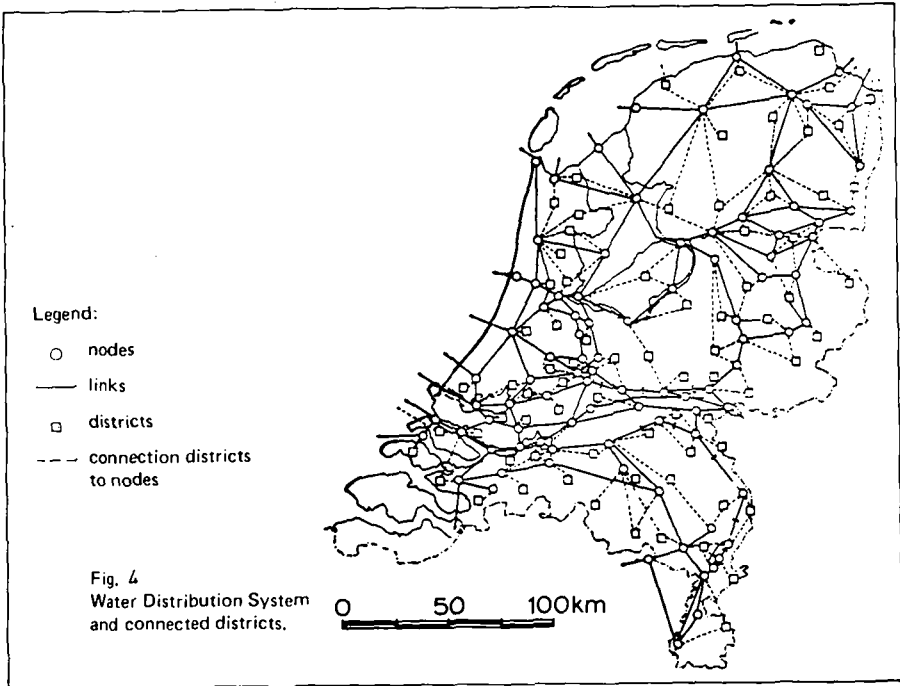 Legend:
nodes
links
districts
connection districts
to nodes
Fig. 4
Water Distribution System
and connected districts.
0 50 100km